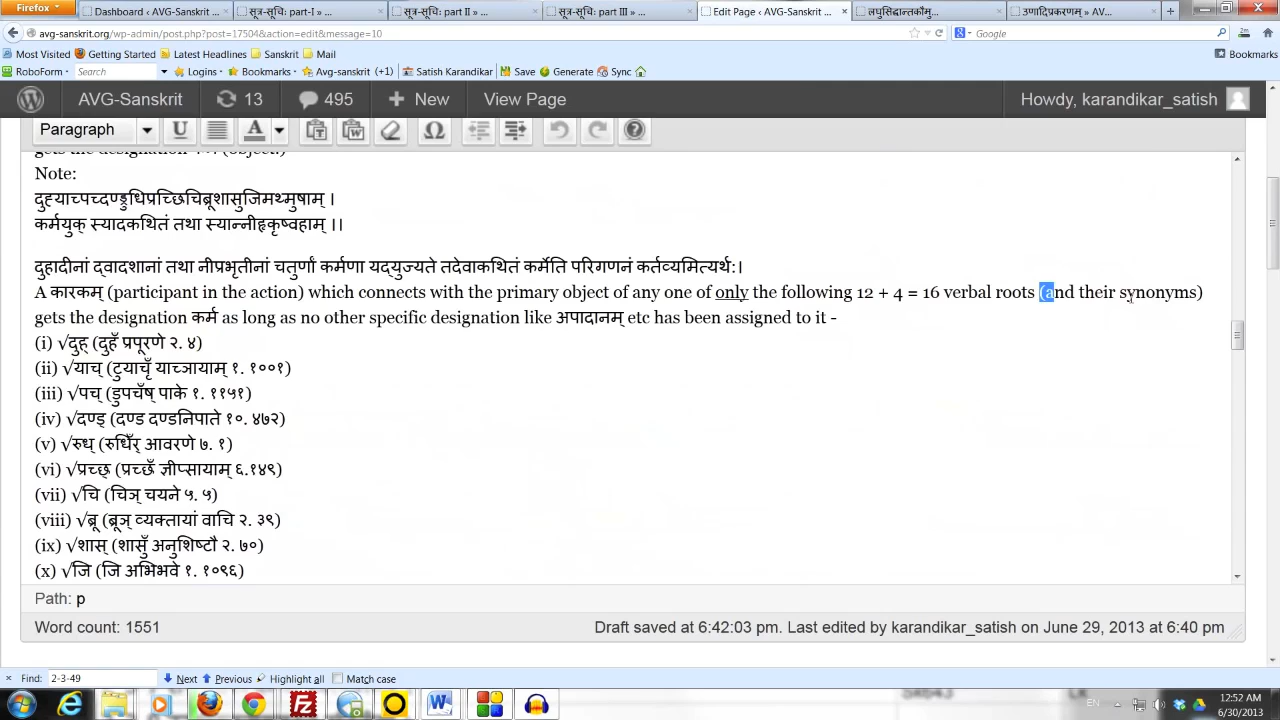 Firefox
Dashboard ‹ AVG-Sanskrit ...
सूत्र-सूचिः part-I » ...
सूत्र-सूचिः part II » ...
सूत्र-सूचिः part III » ...
Edit Page ‹ AVG-Sanskrit ...
लघुसिद्धान्तकौम्...
उणादिप्रकरणम् » AV...
avg-sanskrit.org/wp-admin/post.php?post=17504&action=edit&message=10
Google
Most Visited Getting Started Latest Headlines Sanskrit Mail Bookmarks
RoboForm Search Logins Bookmarks Avg-sanskrit (+1) Satish Karandikar Save Generate Sync
AVG-Sanskrit 13 495 New View Page Howdy, karandikar_satish
Paragraph U A Ω
Note:
दुह्याच्पच्दण्ड्रुधिप्रच्छिचिब्रूशासुजिमथ्मुषाम् ।
कर्मयुक् स्यादकथितं तथा स्यान्नीहृकृष्वहाम् ।।
दुहादीनां द्वादशानां तथा नीप्रभृतीनां चतुर्णां कर्मणा यद्युज्यते तदेवाकथितं कर्मेति परिगणनं कर्तव्यमित्यर्थः।
A कारकम् (participant in the action) which connects with the primary object of any one of only the following 12 + 4 = 16 verbal roots (and their synonyms)
gets the designation कर्म as long as no other specific designation like अपादानम् etc has been assigned to it -
(i) √दुह् (दुहँ प्रपूरणे २. ४)
(ii) √याच् (टुयाचृँ याच्ञायाम् १. १००१)
(iii) √पच् (डुपचँष् पाके १. ११५१)
(iv) √दण्ड् (दण्ड दण्डनिपाते १०. ४७२)
(v) √रुध् (रुधिँर् आवरणे ७. १)
(vi) √प्रच्छ् (प्रच्छँ ज्ञीप्सायाम् ६.१४९)
(vii) √चि (चिञ् चयने ५. ५)
(viii) √ब्रू (ब्रूञ् व्यक्तायां वाचि २. ३९)
(ix) √शास् (शासुँ अनुशिष्टौ २. ७०)
(x) √जि (जि अभिभवे १. १०९६)
Path: p
Word count: 1551 Draft saved at 6:42:03 pm. Last edited by karandikar_satish on June 29, 2013 at 6:40 pm
Find: 2-3-49 Next Previous Highlight all Match case
EN 12:52 AM
6/30/2013